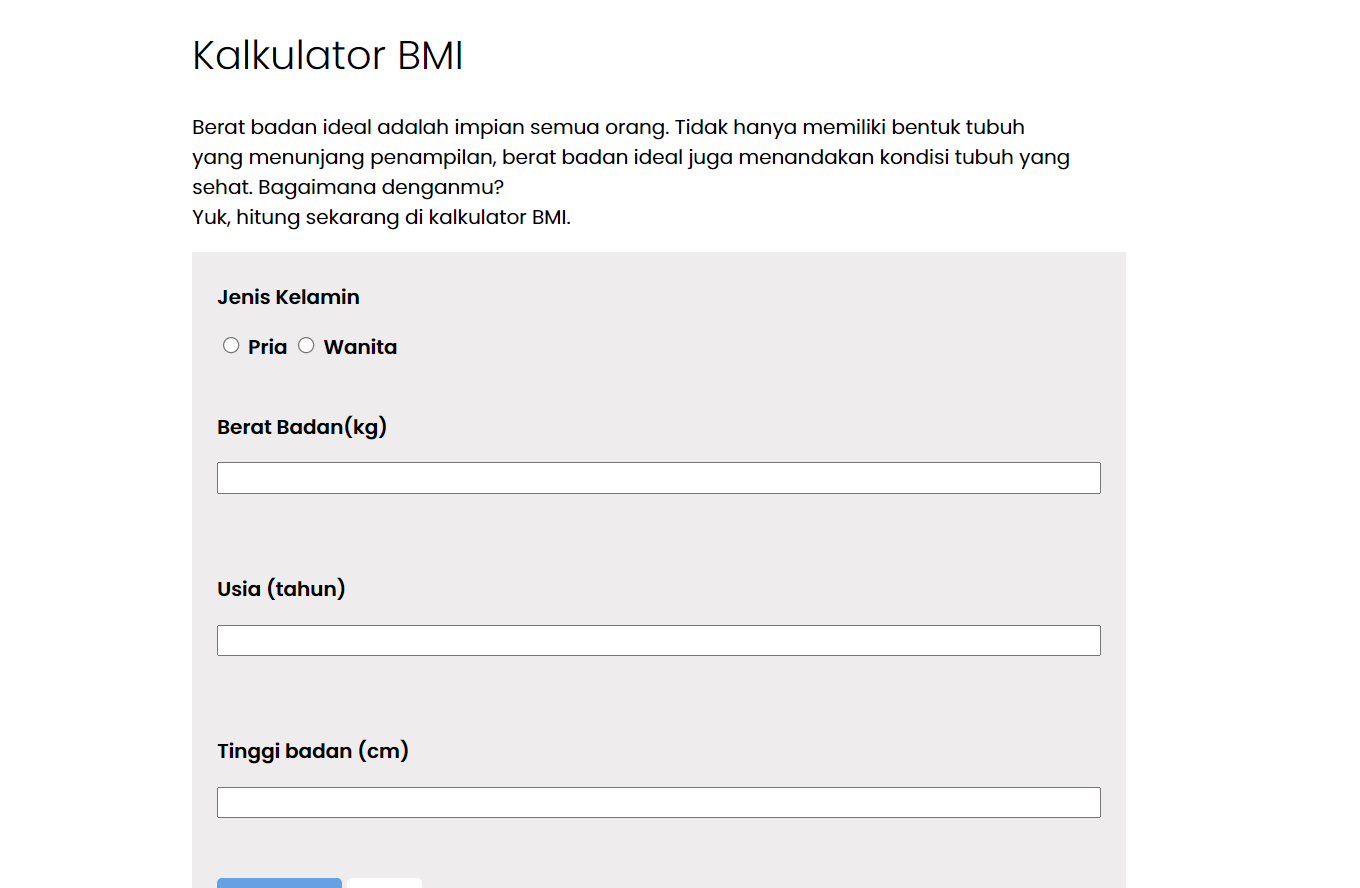 Kalkulator BMI
Berat badan ideal adalah impian semua orang. Tidak hanya memiliki bentuk tubuh
yang menunjang penampilan, berat badan ideal juga menandakan kondisi tubuh yang
sehat. Bagaimana denganmu?
Yuk, hitung sekarang di kalkulator BMI.
Jenis Kelamin
Pria Wanita
Berat Badan(kg)
Usia (tahun)
Tinggi badan (cm)